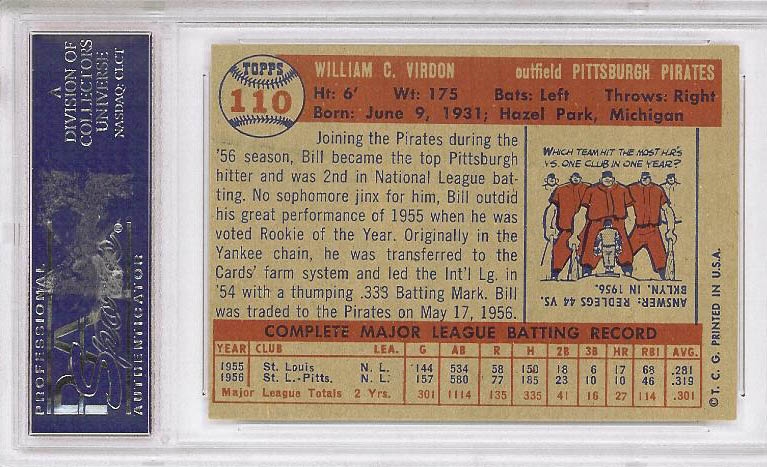 A
DIVISION OF
COLLECTORS
UNIVERSE
NASDAQ: CLCT
PROFESSIONAL
PSA
Sports
®
AUTHENTICATOR
TOPPS
110
WILLIAM C. VIRDON outfield PITTSBURGH PIRATES
Ht: 6' Wt: 175 Bats: Left Throws: Right
Born: June 9, 1931; Hazel Park, Michigan
Joining the Pirates during the
'56 season, Bill became the top Pittsburgh
hitter and was 2nd in National League bat-
ting. No sophomore jinx for him, Bill outdid
his great performance of 1955 when he was
voted Rookie of the Year. Originally in the
Yankee chain, he was transferred to the
Cards' farm system and led the Int'l Lg. in
'54 with a thumping .333 Batting Mark. Bill
was traded to the Pirates on May 17, 1956.
WHICH TEAM HIT THE MOST H.R'S
VS. ONE CLUB IN ONE YEAR?
ANSWER: REDLEGS 44 VS.
BKLYN. IN 1956.
COMPLETE MAJOR LEAGUE BATTING RECORD
YEAR CLUB LEA. G AB R H 2B 3B HR RBI AVG.
1955 St. Louis N. L. 144 534 58 150 18 6 17 68 .281
1956 St. L.-Pitts. N. L. 157 580 77 185 23 10 10 46 .319
Major League Totals 2 Yrs. 301 1114 135 335 41 16 27 114 .301
© T. C. G. PRINTED IN U.S.A.